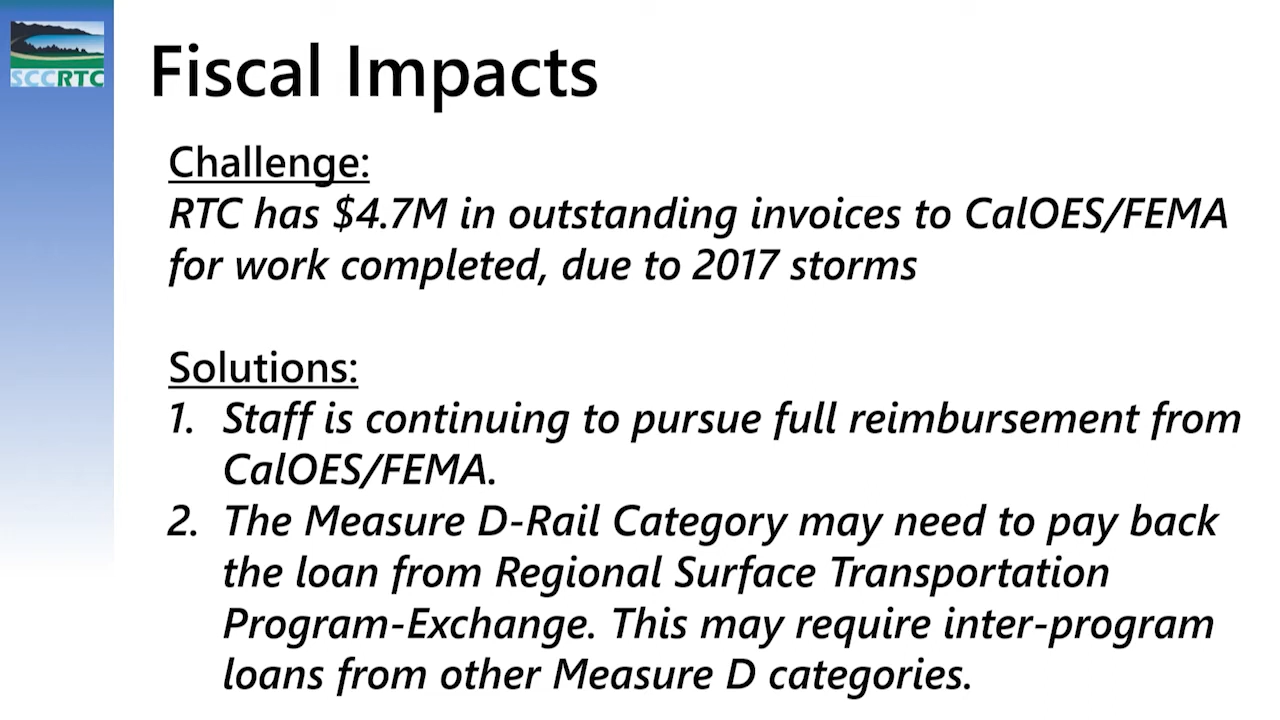 SCCRTC
Fiscal Impacts
Challenge:
RTC has $4.7M in outstanding invoices to CalOES/FEMA
for work completed, due to 2017 storms
Solutions:
1. Staff is continuing to pursue full reimbursement from
CalOES/FEMA.
2. The Measure D-Rail Category may need to pay back
the loan from Regional Surface Transportation
Program-Exchange. This may require inter-program
loans from other Measure D categories.